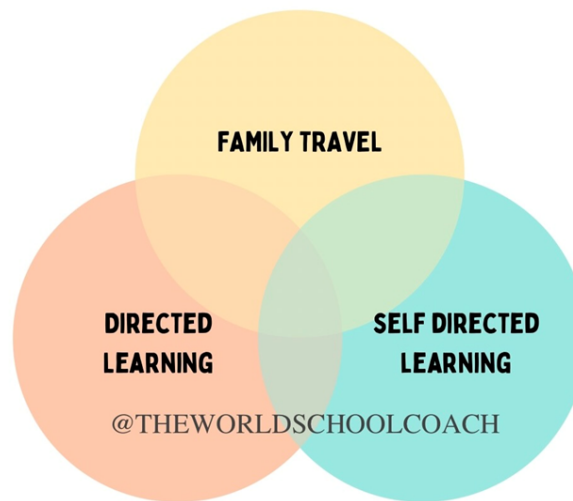 FAMILY TRAVEL
DIRECTED
LEARNING
SELF DIRECTED
LEARNING
@THEWORLDSCHOOLCOACH